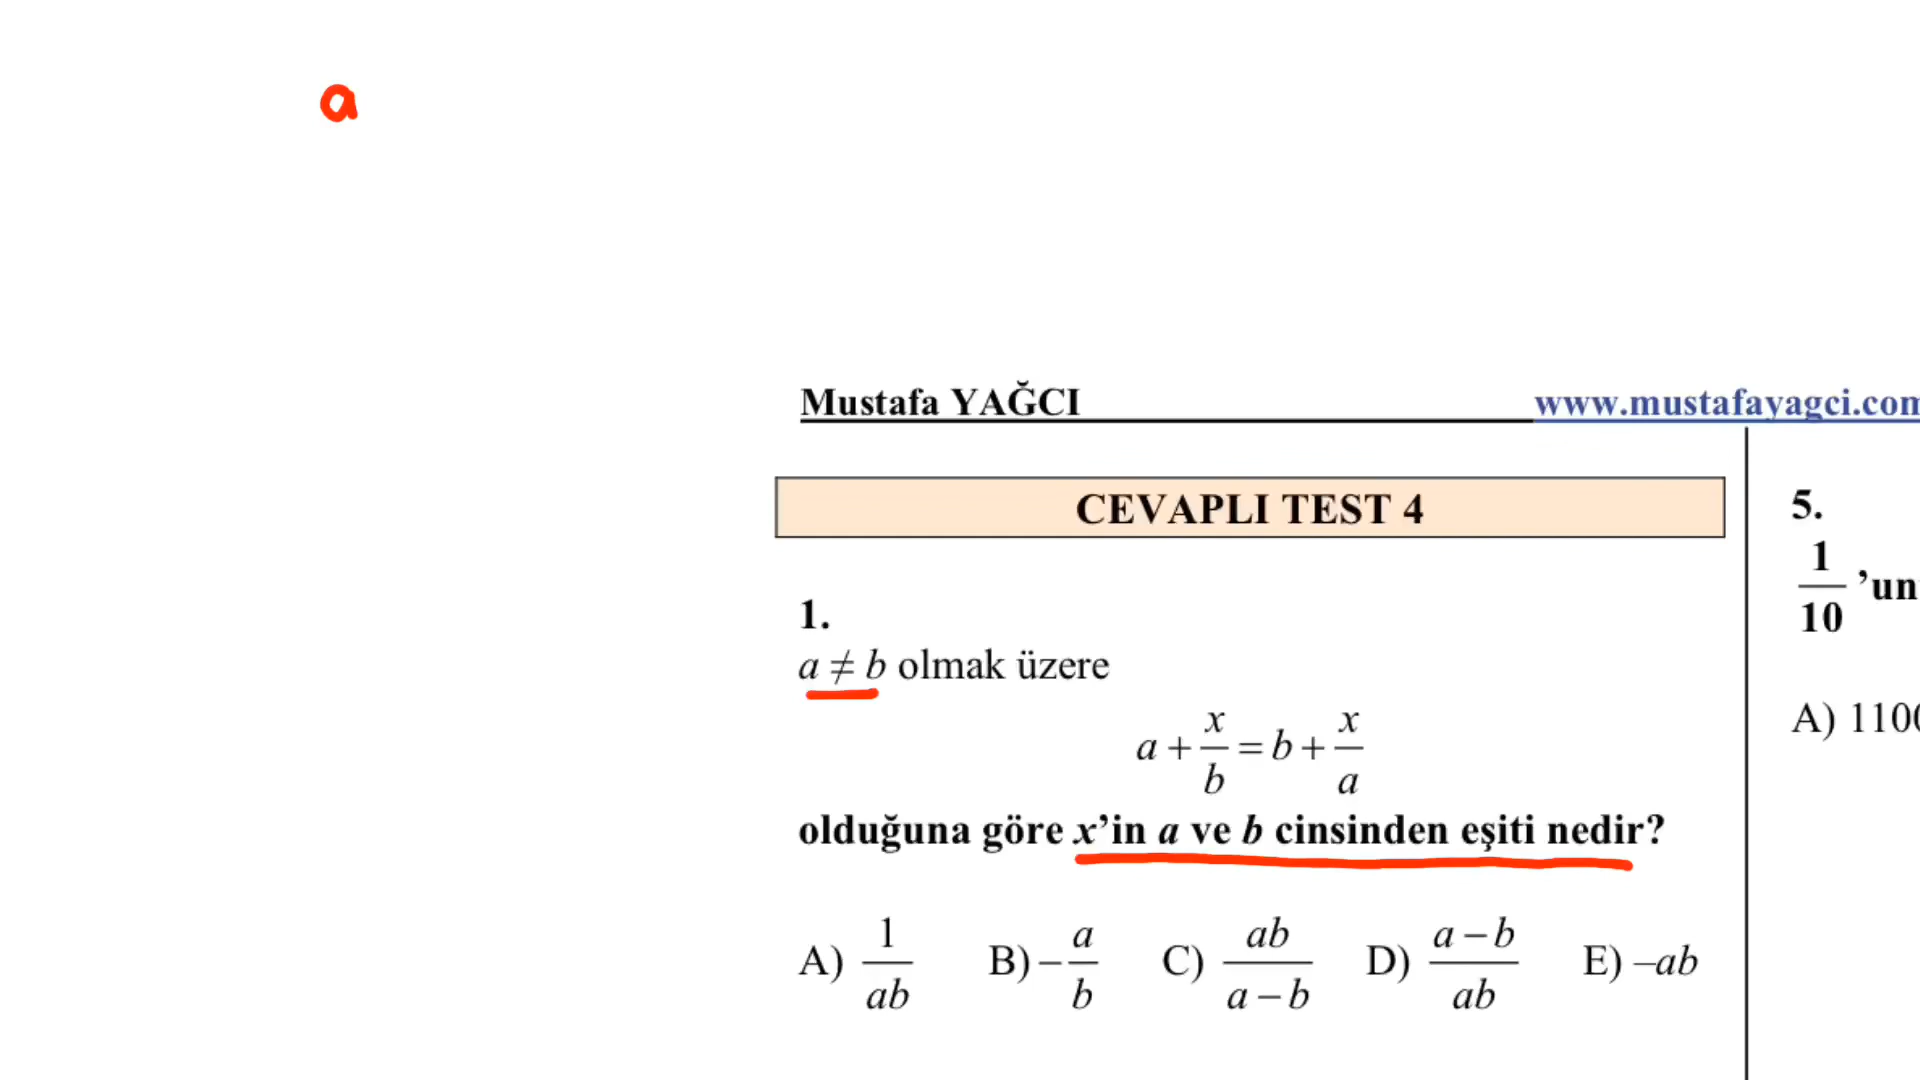 a
Mustafa YAĞCI www.mustafayagci.com
CEVAPLI TEST 4
1.
a ≠ b olmak üzere
a + x/b = b + x/a
olduğuna göre x’in a ve b cinsinden eşiti nedir?
A) 1/ab B) –a/b C) ab/(a – b) D) (a – b)/ab E) –ab
5.
1/10 ’un
A) 1100